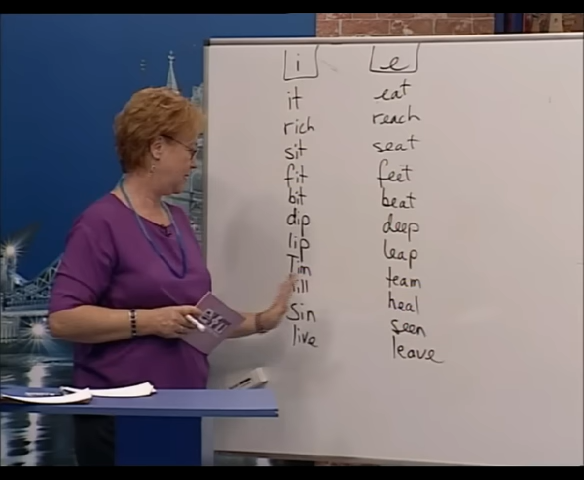 i e
it eat
rich reach
sit seat
fit feet
bit beat
dip deep
lip leap
Tim team
ill heal
sin seen
live leave